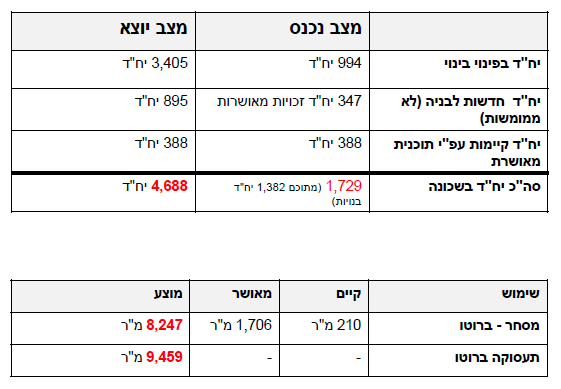 מצב נכנס מצב יוצא
יח"ד בפינוי בינוי 994 יח"ד 3,405 יח"ד
יח"ד חדשות לבניה (לא 347 יח"ד זכויות מאושרות 895 יח"ד
ממומשות)
יח"ד קיימות עפ"י תוכנית 388 יח"ד 388 יח"ד
מאושרת
סה"כ יח"ד בשכונה 1,729 (מתוכם 1,382 יח"ד 4,688 יח"ד
בנויות)
שימוש קיים מאושר מוצע
מסחר - ברוטו 210 מ"ר 1,706 מ"ר 8,247 מ"ר
תעסוקה ברוטו - - 9,459 מ"ר